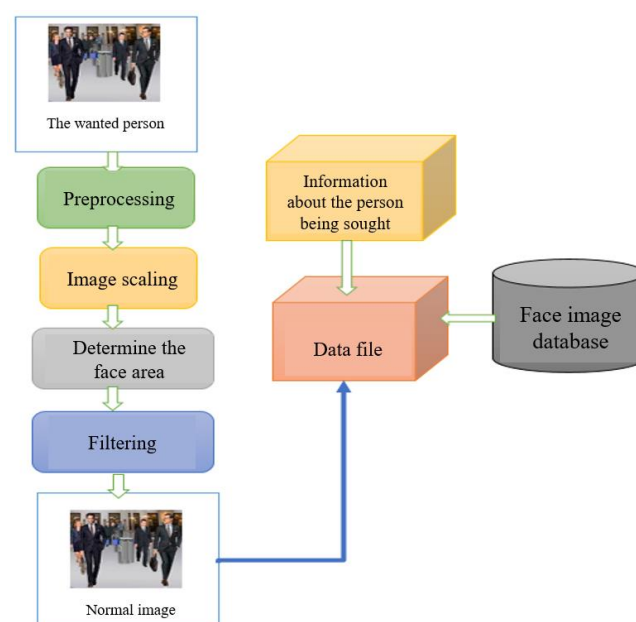 The wanted person
Preprocessing
Image scaling
Determine the
face area
Filtering
Normal image
Information
about the person
being sought
Data file
Face image
database